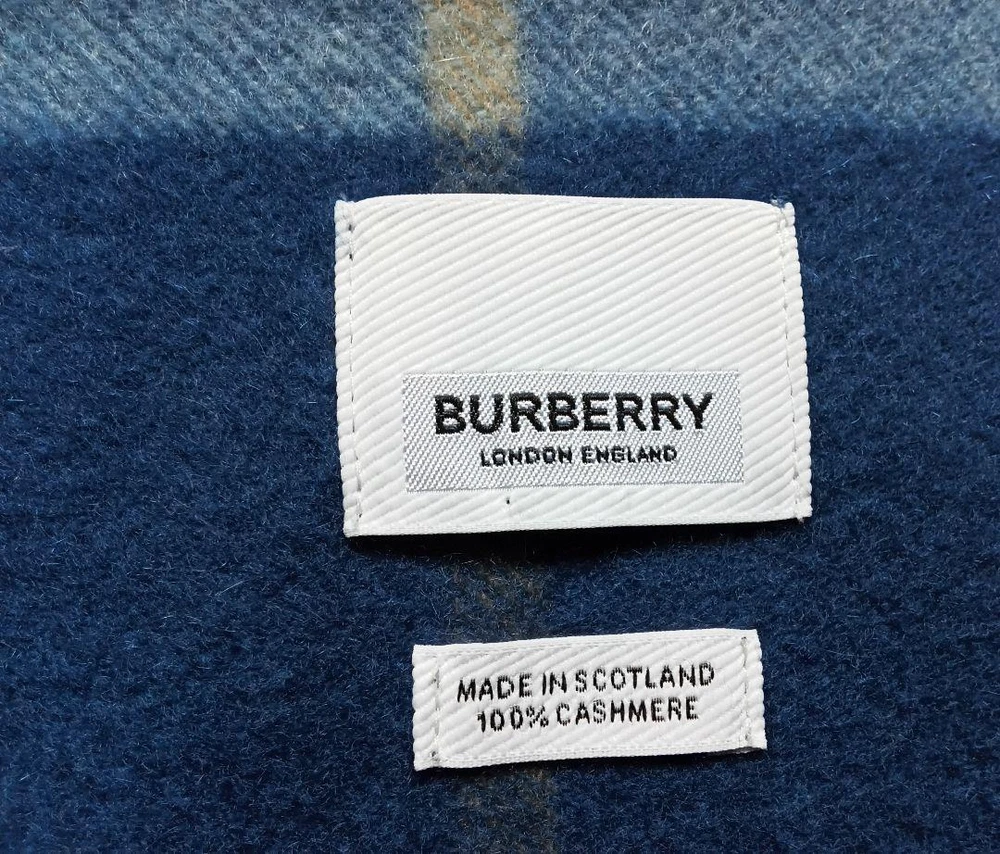 BURBERRY
LONDON ENGLAND
MADE IN SCOTLAND
100% CASHMERE